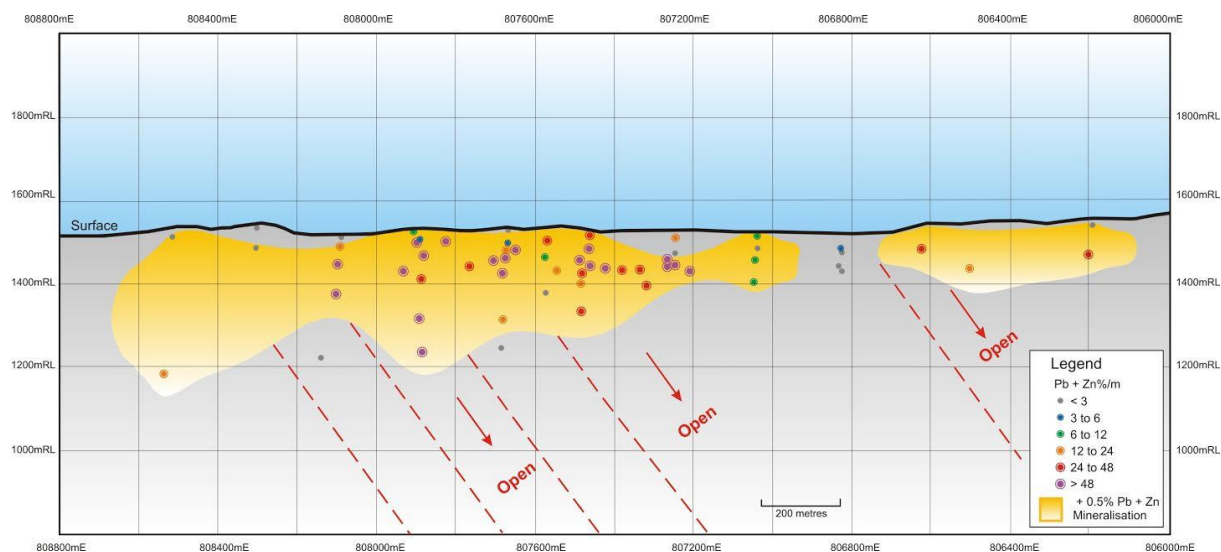 808800mE 808400mE 808000mE 807600mE 807200mE 806800mE 806400mE 806000mE
1800mRL 1800mRL
1600mRL 1600mRL
Surface
1400mRL 1400mRL
Open
Open
Open
1200mRL 1200mRL
1000mRL 1000mRL
Legend
Pb + Zn%/m
< 3
3 to 6
6 to 12
12 to 24
24 to 48
> 48
+ 0.5% Pb + Zn
Mineralisation
200 metres
808800mE 808400mE 808000mE 807600mE 807200mE 806800mE 806400mE 806000mE